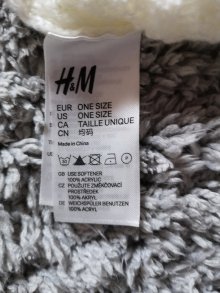 H&M
EUR ONE SIZE
US ONE SIZE
CA TAILLE UNIQUE
CN 均码
Made in China
30
GB USE SOFTENER
100% ACRYLIC
CZ POUŽIJTE ZMĚKČOVACÍ
PROSTŘEDEK
100% AKRYL
DE WEICHSPÜLER BENUTZEN
100% ACRYL